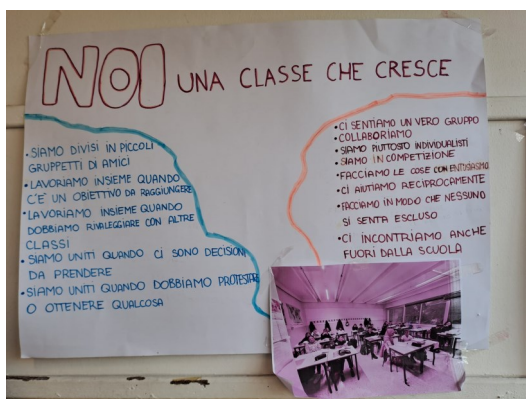 NOI UNA CLASSE CHE CRESCE
• SIAMO DIVISI IN PICCOLI
GRUPPETTI DI AMICI
• LAVORIAMO INSIEME QUANDO
C'È UN OBIETTIVO DA RAGGIUNGERE
• LAVORIAMO INSIEME QUANDO
DOBBIAMO RIVALEGGIARE CON ALTRE
CLASSI
• SIAMO UNITI QUANDO CI SONO DECISIONI
DA PRENDERE
• SIAMO UNITI QUANDO DOBBIAMO PROTESTARE
O OTTENERE QUALCOSA
• CI SENTIAMO UN VERO GRUPPO
• COLLABORIAMO
• SIAMO PIUTTOSTO INDIVIDUALISTI
• SIAMO IN COMPETIZIONE
• FACCIAMO LE COSE CON ENTUSIASMO
• CI AIUTIAMO RECIPROCAMENTE
• FACCIAMO IN MODO CHE NESSUNO
SI SENTA ESCLUSO
• CI INCONTRIAMO ANCHE
FUORI DALLA SCUOLA